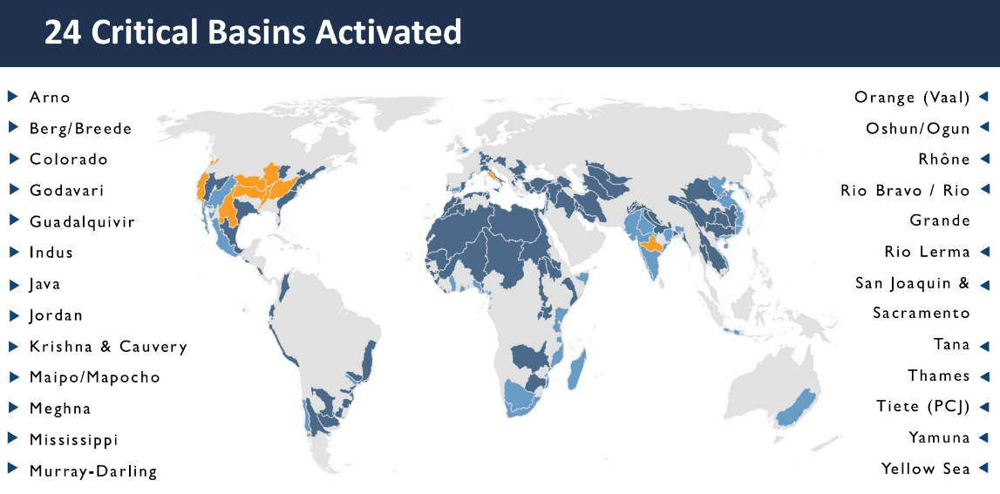 24 Critical Basins Activated
Arno
Berg/Breede
Colorado
Godavari
Guadalquivir
Indus
Java
Jordan
Krishna & Cauvery
Maipo/Mapocho
Meghna
Mississippi
Murray-Darling
Orange (Vaal)
Oshun/Ogun
Rhône
Rio Bravo / Rio
Grande
Rio Lerma
San Joaquin &
Sacramento
Tana
Thames
Tiete (PCJ)
Yamuna
Yellow Sea